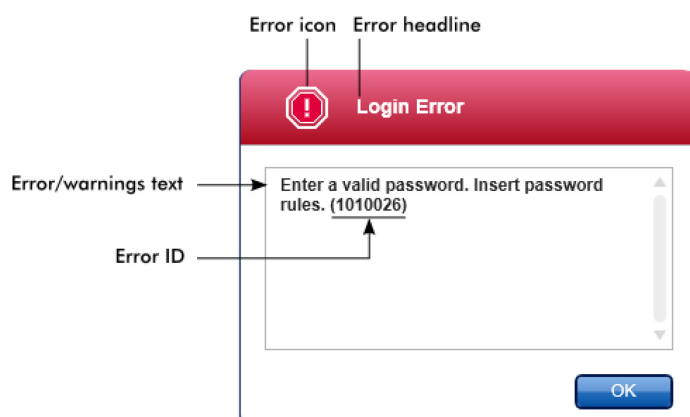 Error icon Error headline
Login Error
Error/warnings text
Enter a valid password. Insert password
rules. (1010026)
Error ID
OK